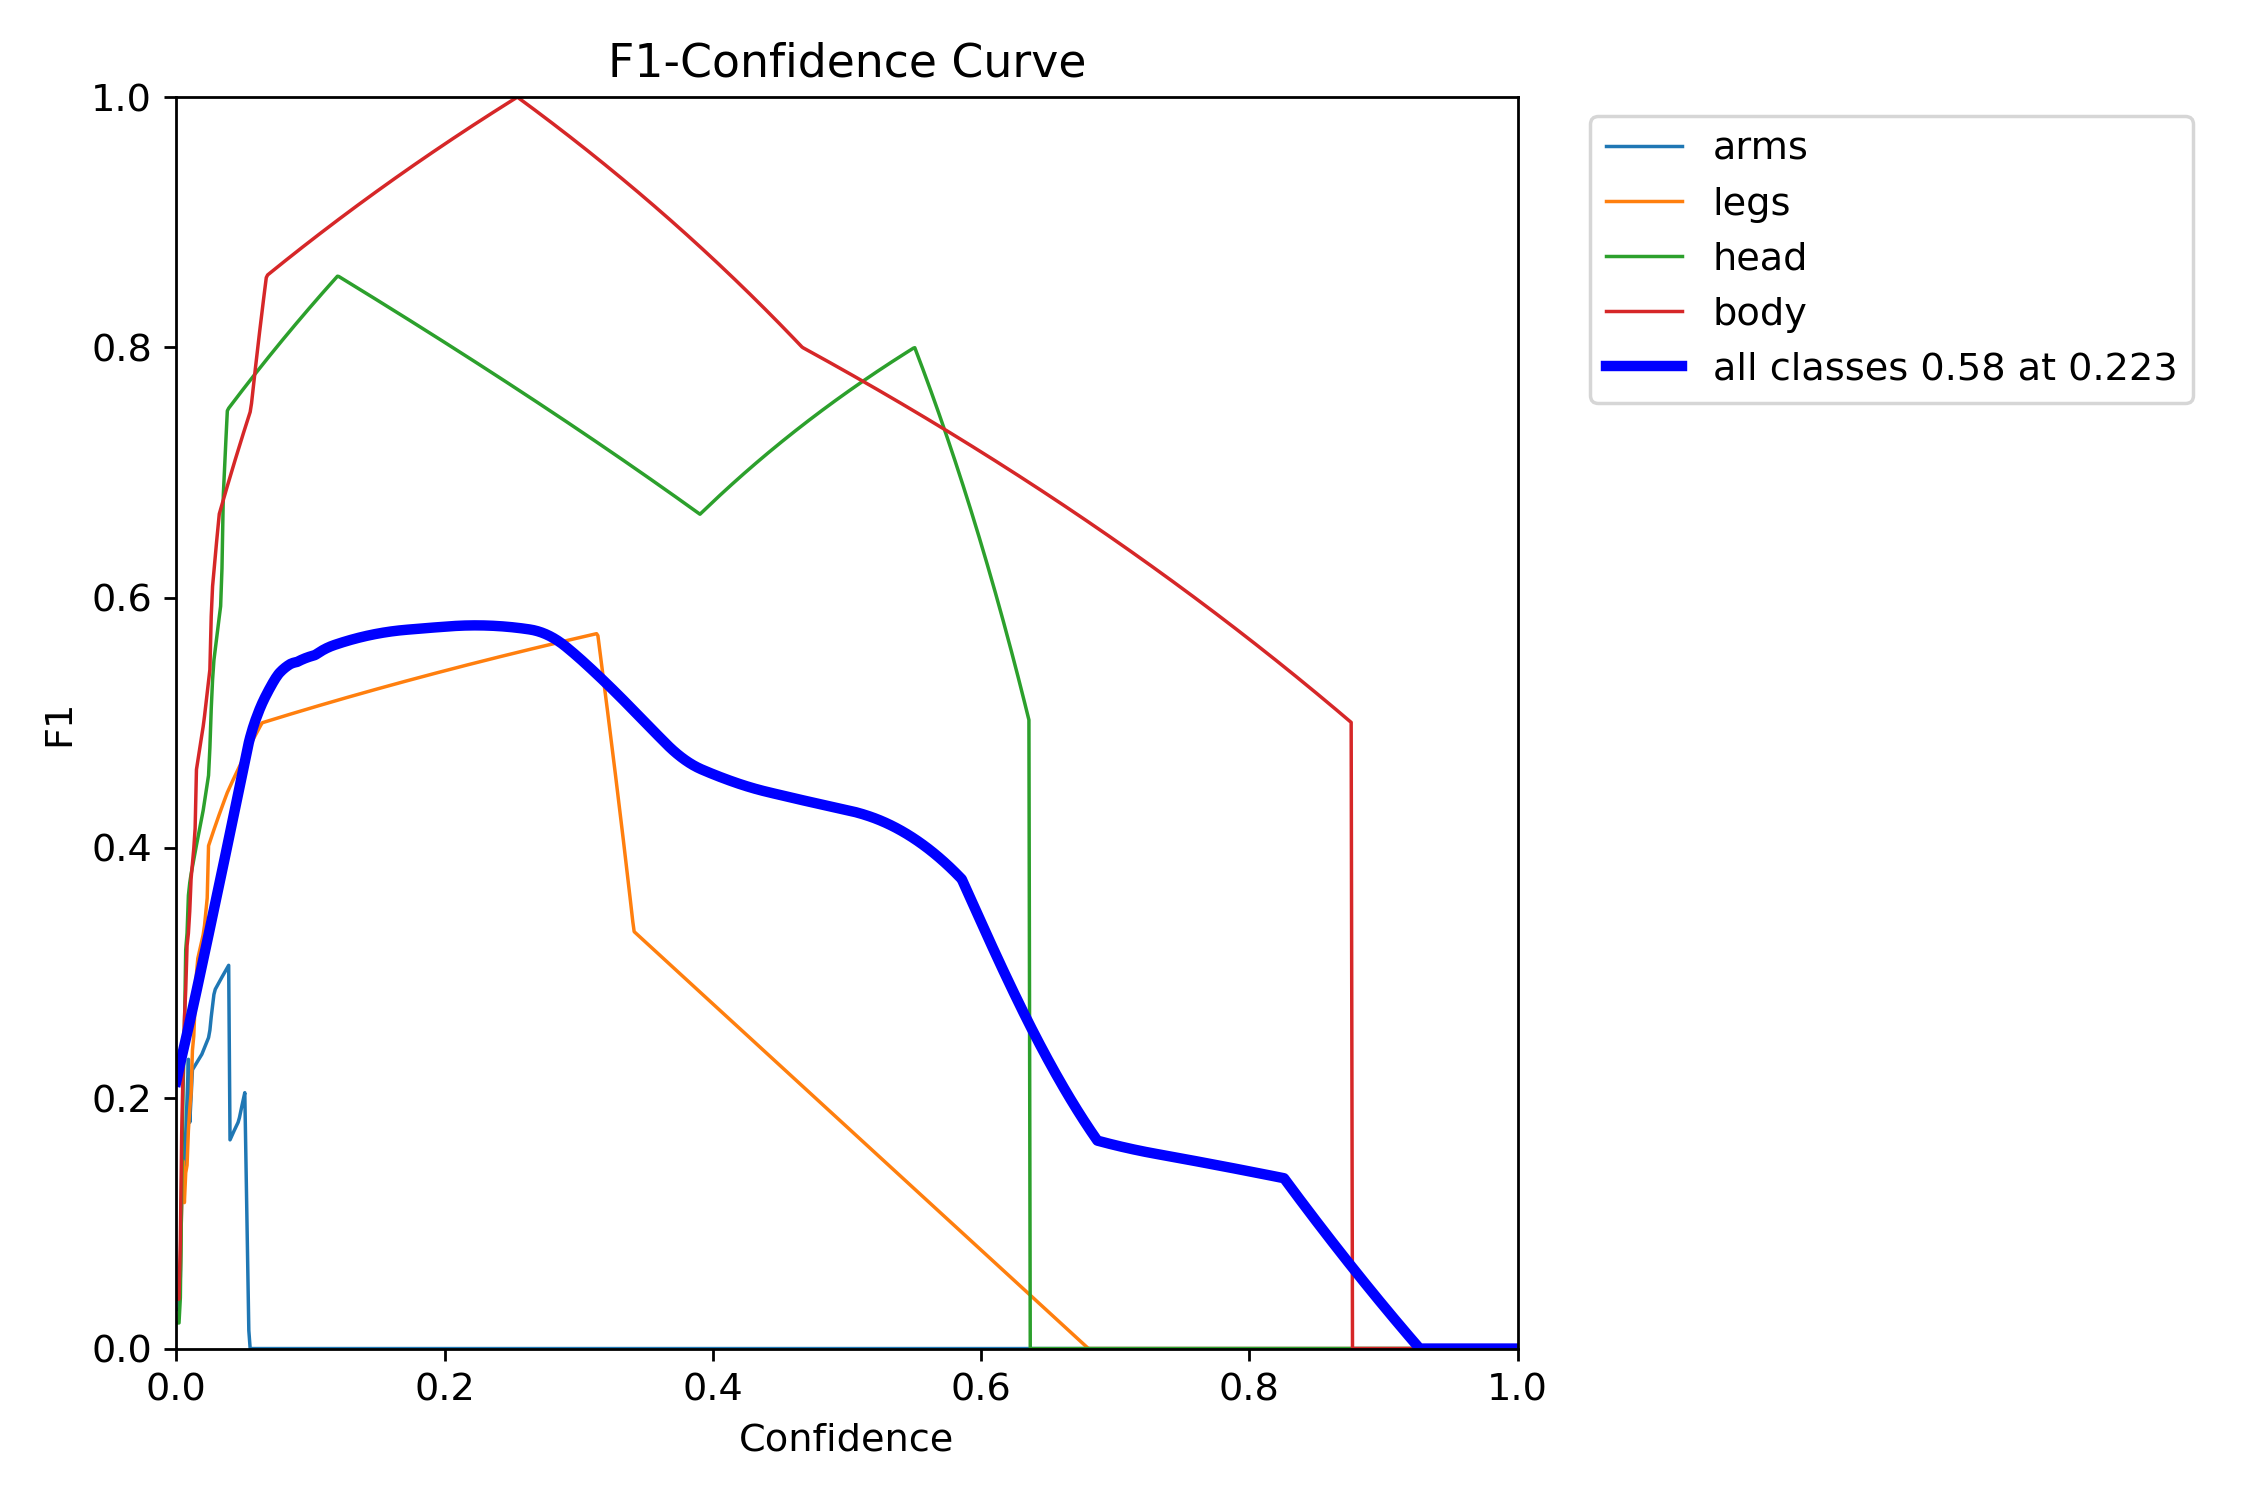 F1-Confidence Curve
1.0
0.8
0.6
0.4
0.2
0.0
F1
0.0 0.2 0.4 0.6 0.8 1.0
Confidence
arms
legs
head
body
all classes 0.58 at 0.223